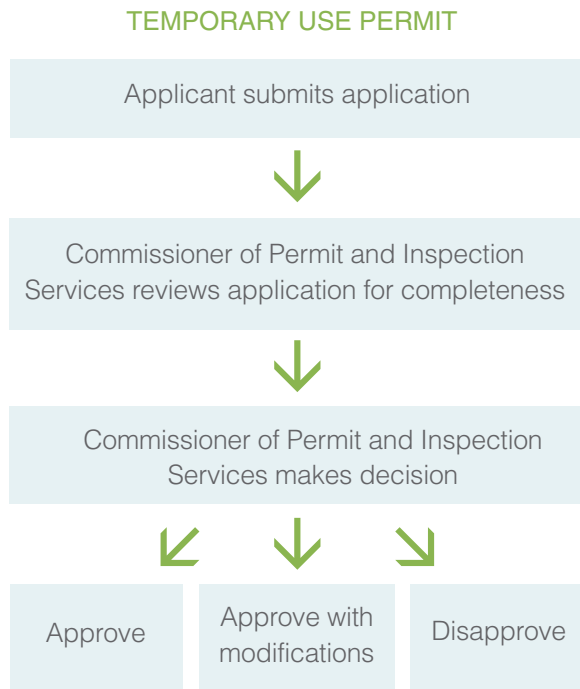 TEMPORARY USE PERMIT
Applicant submits application
Commissioner of Permit and Inspection
Services reviews application for completeness
Commissioner of Permit and Inspection
Services makes decision
Approve
Approve with
modifications
Disapprove